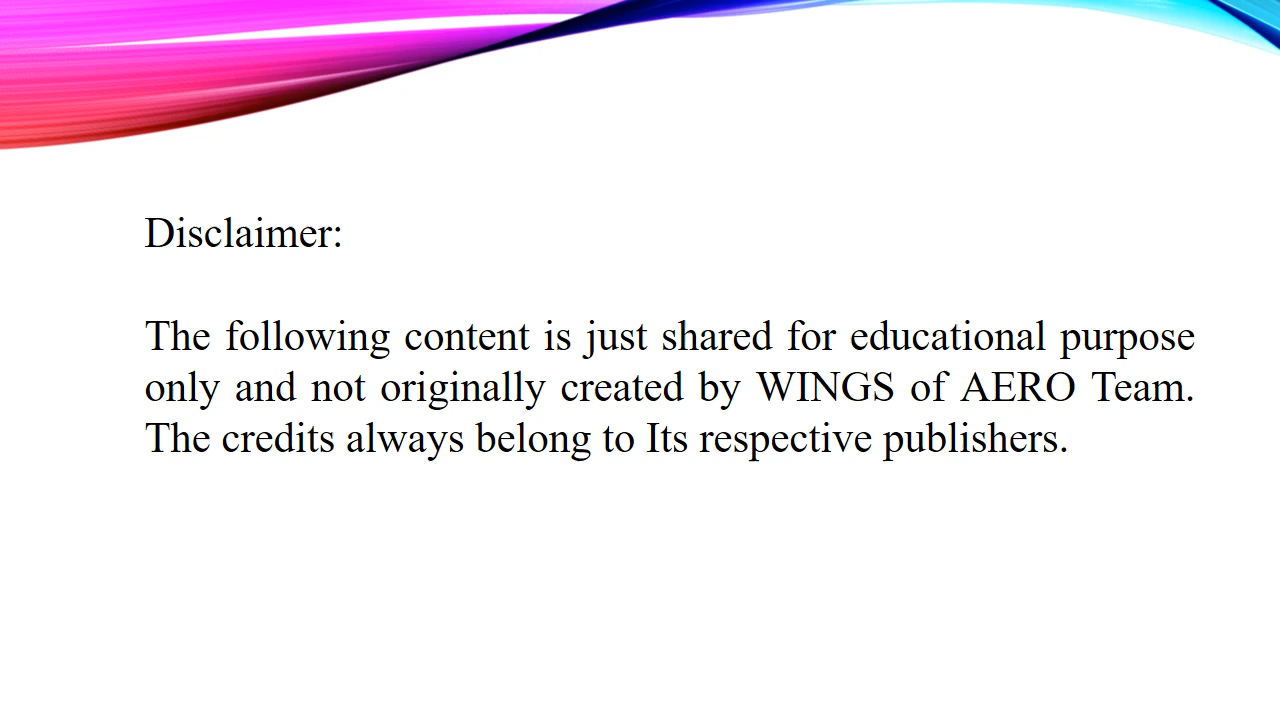 Disclaimer:
The following content is just shared for educational purpose
only and not originally created by WINGS of AERO Team.
The credits always belong to Its respective publishers.